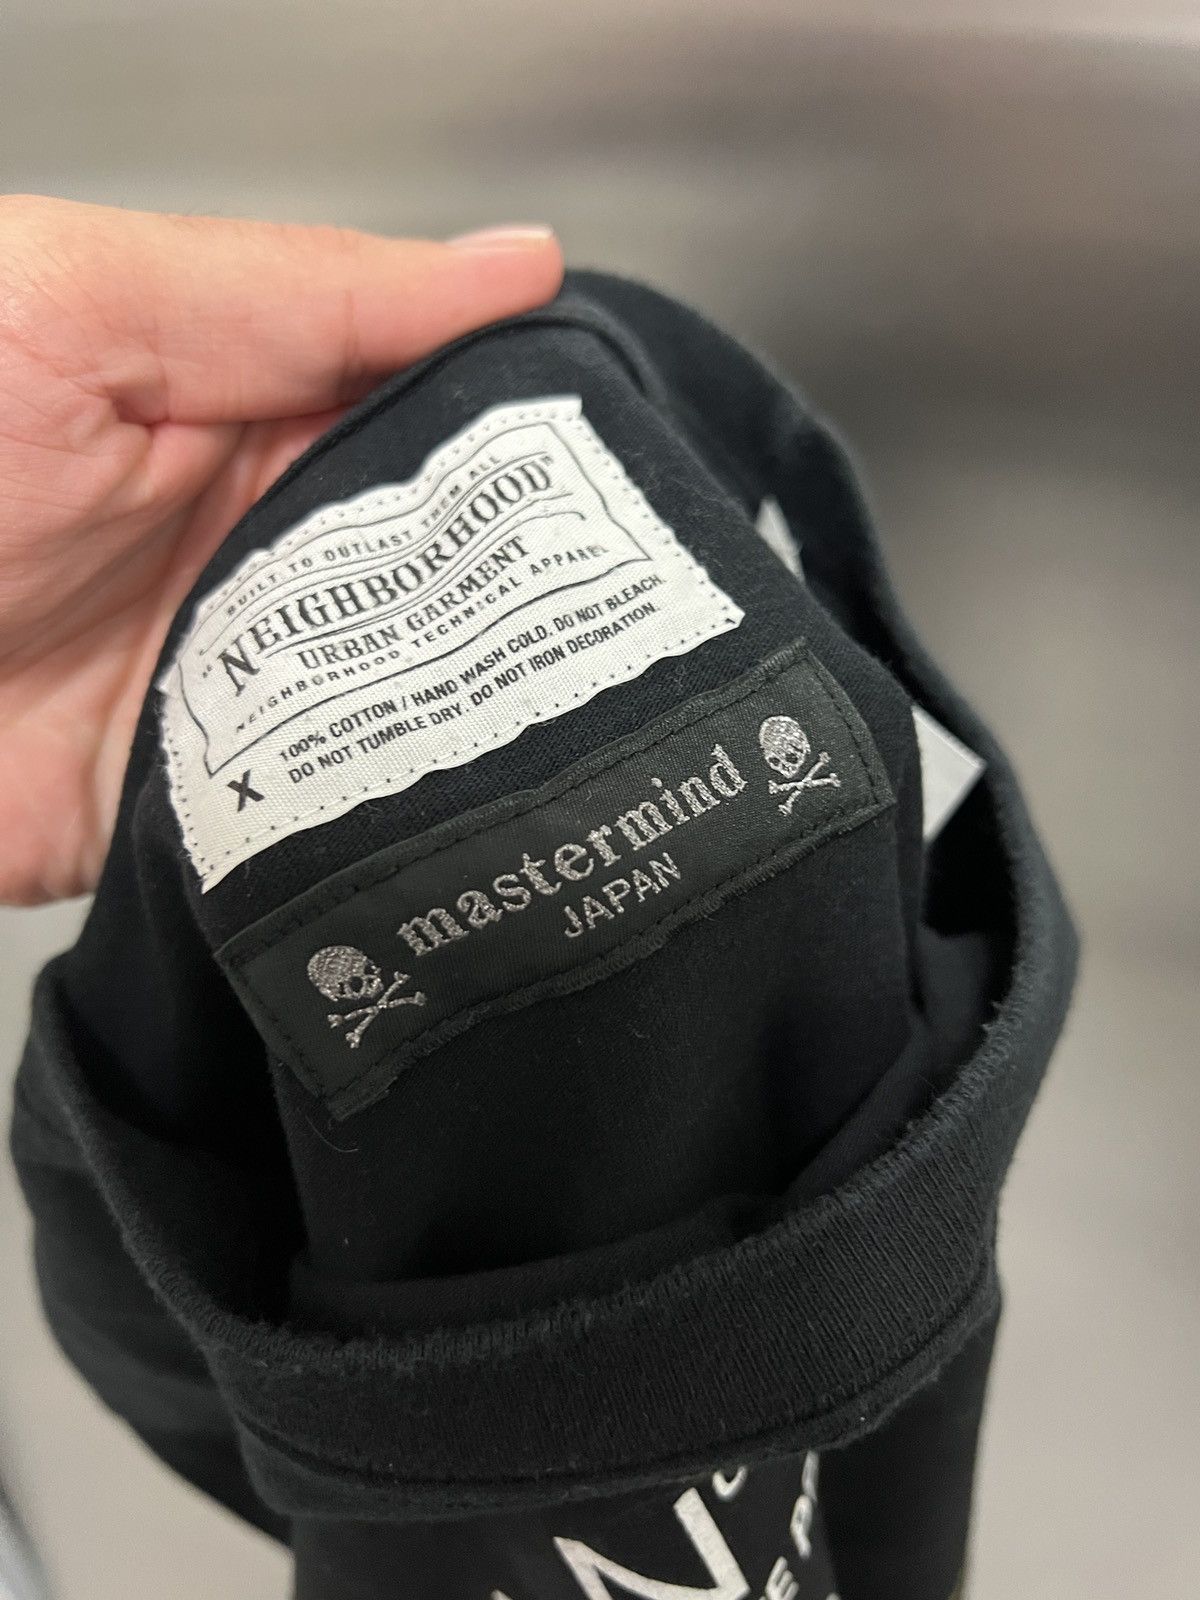 BUILT TO OUTLAST THEM ALL
"NEIGHBORHOOD"
URBAN GARMENT
NEIGHBORHOOD TECHNICAL APPAREL
100% COTTON / HAND WASH COLD. DO NOT BLEACH.
X DO NOT TUMBLE DRY. DO NOT IRON DECORATION.
mastermind
JAPAN